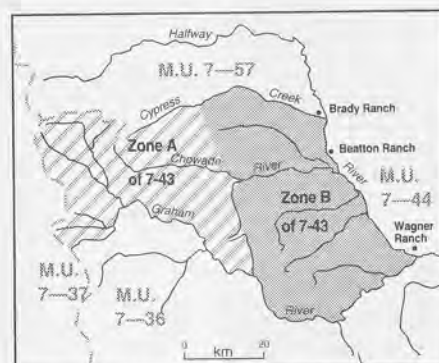 Halfway
M.U. 7—57
Cypress
Creek
Brady Ranch
Zone A
Beatton Ranch
Chowade
River
River
M.U.
7—44
of 7-43
Zone B
of 7-43
Graham
Wagner
Ranch
M.U.
7—37
M.U.
7—36
River
0
20
km